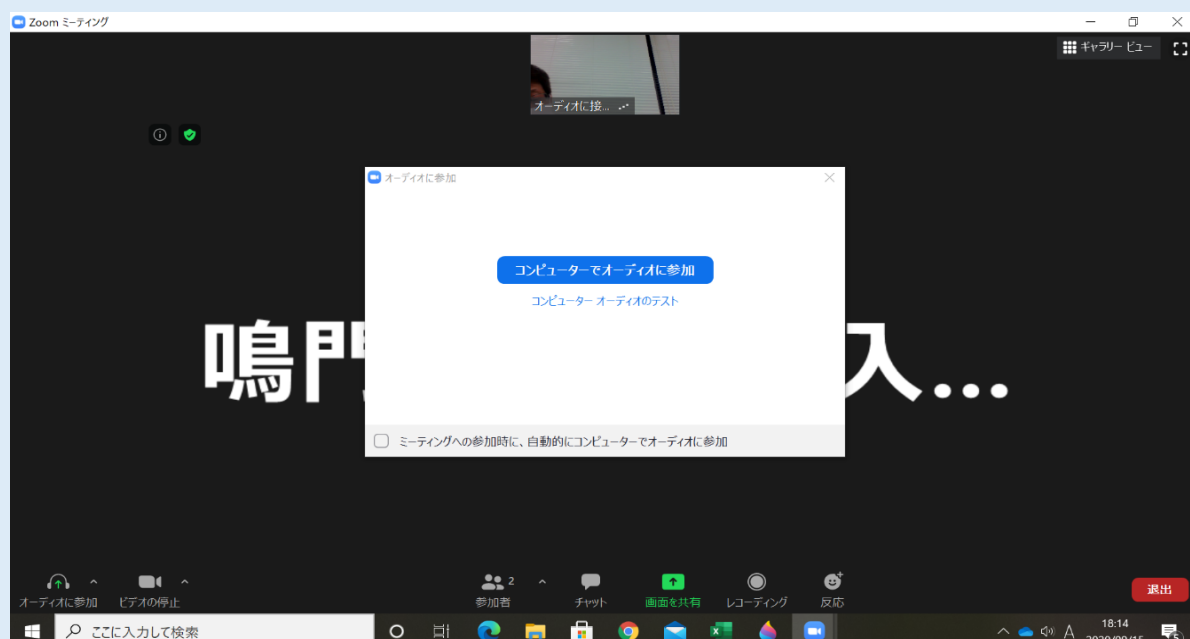 Zoom ミーティング
ギャラリー ビュー
オーディオに接...
オーディオに参加
コンピューターでオーディオに参加
コンピューター オーディオのテスト
鳴門
入...
ミーティングへの参加時に、自動的にコンピューターでオーディオに参加
2
オーディオに参加 ビデオの停止 参加者 チャット 画面を共有 レコーディング 反応 退出
ここに入力して検索
A
18:14
2020/09/15
5